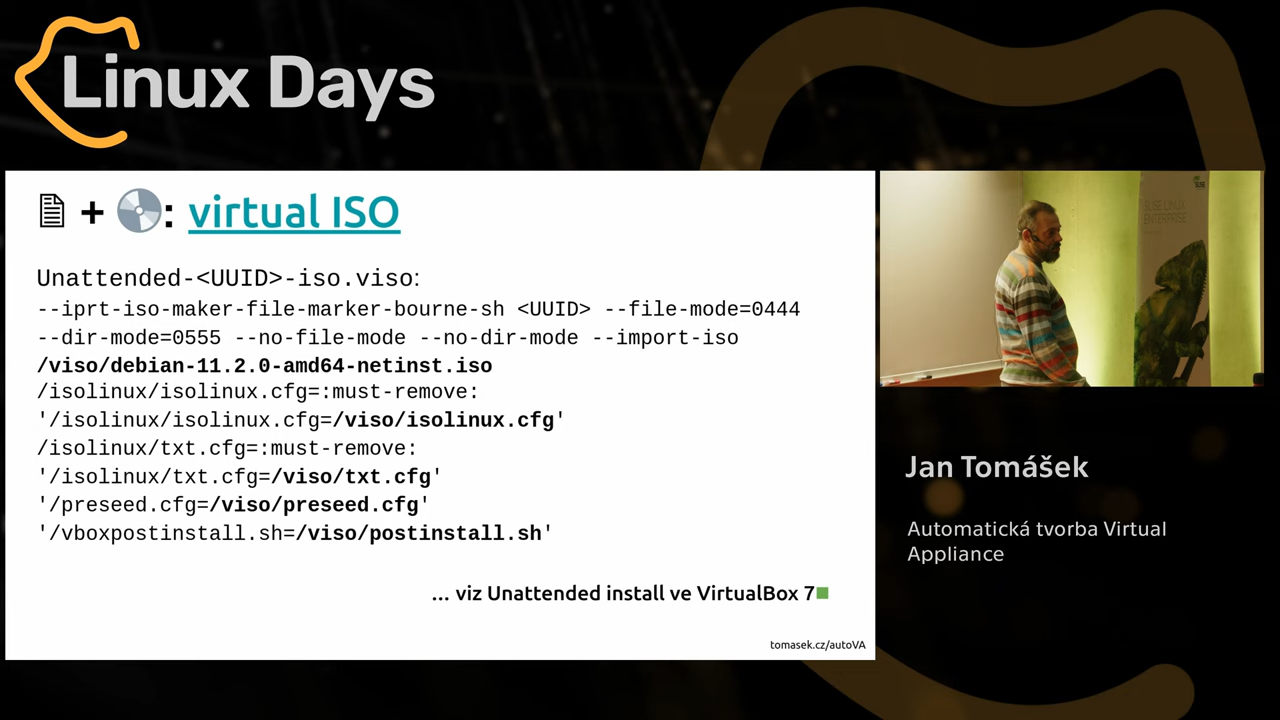 Linux Days
+ : virtual ISO
Unattended-<UUID>-iso.viso:
--iprt-iso-maker-file-marker-bourne-sh <UUID> --file-mode=0444
--dir-mode=0555 --no-file-mode --no-dir-mode --import-iso
/viso/debian-11.2.0-amd64-netinst.iso
/isolinux/isolinux.cfg=:must-remove:
'/isolinux/isolinux.cfg=/viso/isolinux.cfg'
/isolinux/txt.cfg=:must-remove:
'/isolinux/txt.cfg=/viso/txt.cfg'
'/preseed.cfg=/viso/preseed.cfg'
'/vboxpostinstall.sh=/viso/postinstall.sh'
... viz Unattended install ve VirtualBox 7
tomasek.cz/autoVA
SUSE LINUX
ENTERPRISE
Jan Tomášek
Automatická tvorba Virtual
Appliance